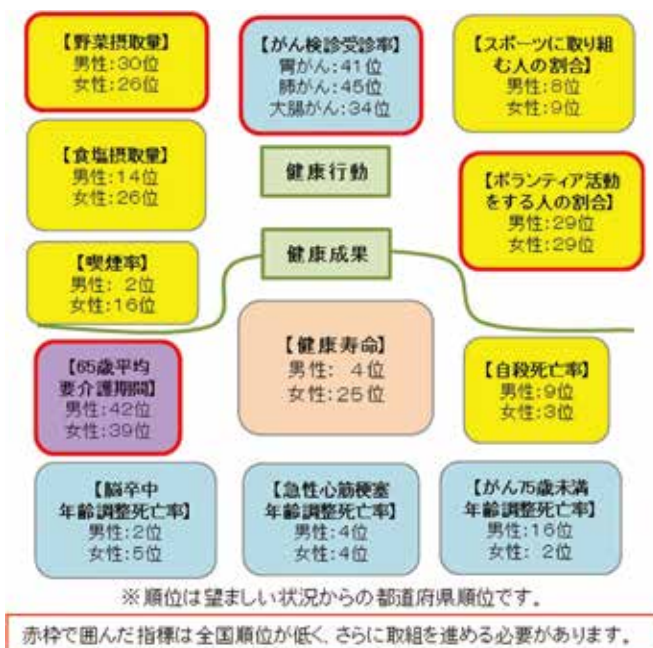 【野菜摂取量】
男性:30位
女性:26位
【がん検診受診率】
胃がん:41位
肺がん:45位
大腸がん:34位
【スポーツに取り組
む人の割合】
男性:8位
女性:9位
【食塩摂取量】
男性:14位
女性:26位
健康行動
【ボランティア活動
をする人の割合】
男性:29位
女性:29位
【喫煙率】
男性: 2位
女性:16位
健康成果
【65歳平均
要介護期間】
男性:42位
女性:39位
【健康寿命】
男性: 4位
女性:25位
【自殺死亡率】
男性:9位
女性:3位
【脳卒中
年齢調整死亡率】
男性:2位
女性:5位
【急性心筋梗塞
年齢調整死亡率】
男性:4位
女性:4位
【がん75歳未満
年齢調整死亡率】
男性:16位
女性: 2位
※順位は望ましい状況からの都道府県順位です。
赤枠で囲んだ指標は全国順位が低く、さらに取組を進める必要があります。